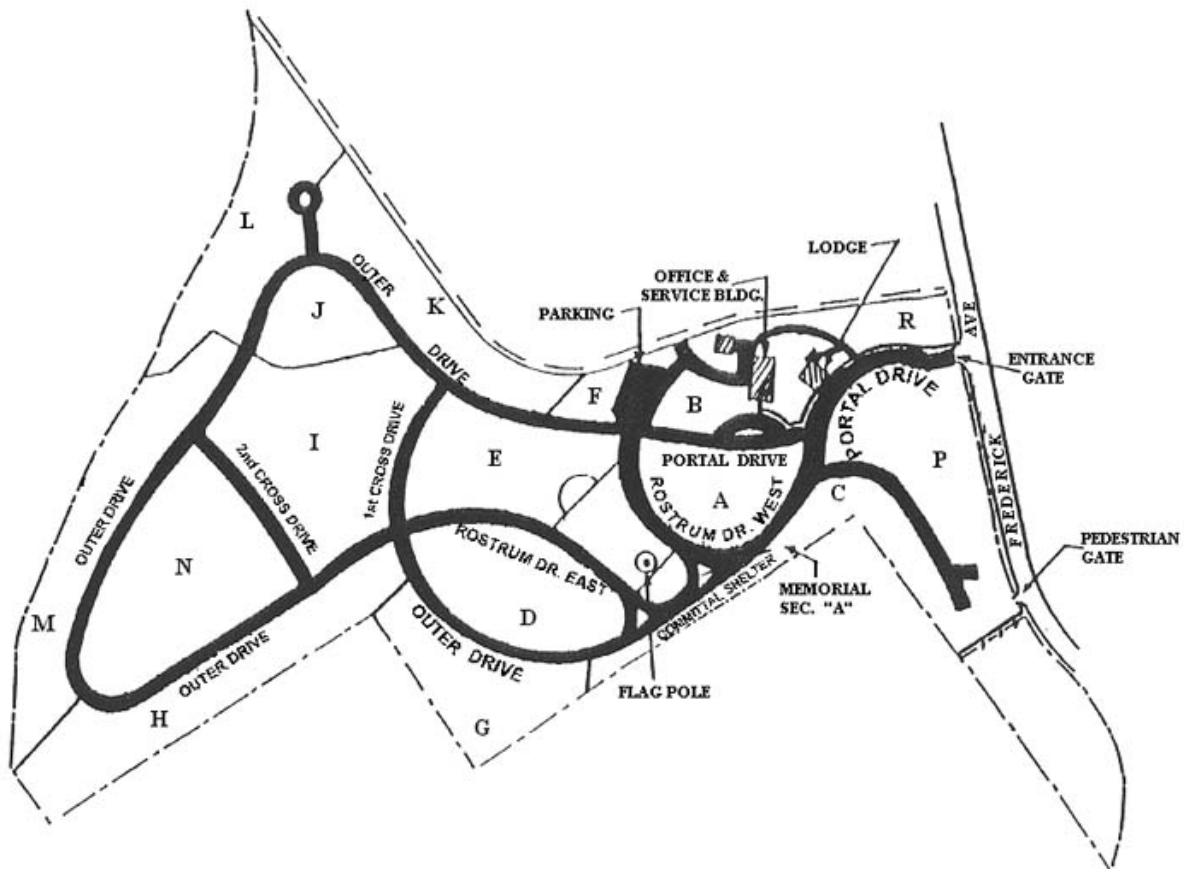 LODGE
OFFICE &
SERVICE BLDG.
PARKING
L
OUTER
K
J
R
AVE
ENTRANCE
GATE
DRIVE
F
B
PORTAL DRIVE
PORTAL DRIVE
E
I
1st CROSS DRIVE
2nd CROSS DRIVE
A
ROSTRUM DR. WEST
P
C
FREDERICK
OUTER DRIVE
ROSTRUM DR. EAST
PEDESTRIAN
GATE
N
COMMITTAL SHELTER
MEMORIAL
SEC. "A"
D
M
OUTER DRIVE
OUTER DRIVE
FLAG POLE
H
G